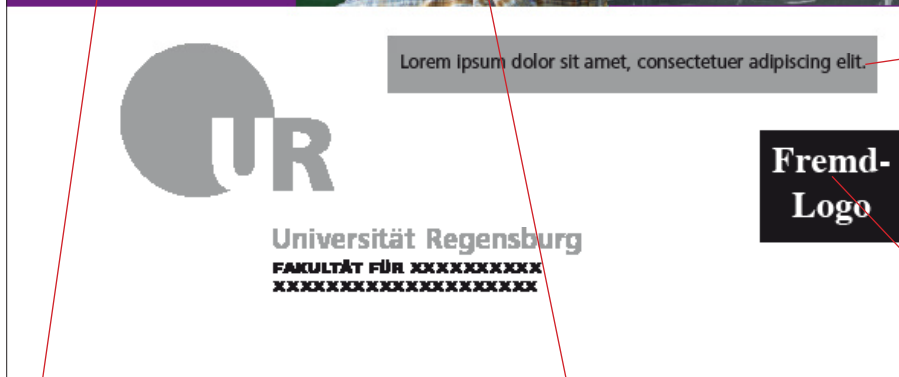 Lorem ipsum dolor sit amet, consectetuer adipiscing elit.
UR
Fremd-
Logo
Universität Regensburg
FAKULTÄT FÜR XXXXXXXXXX
XXXXXXXXXXXXXXXXXXXX